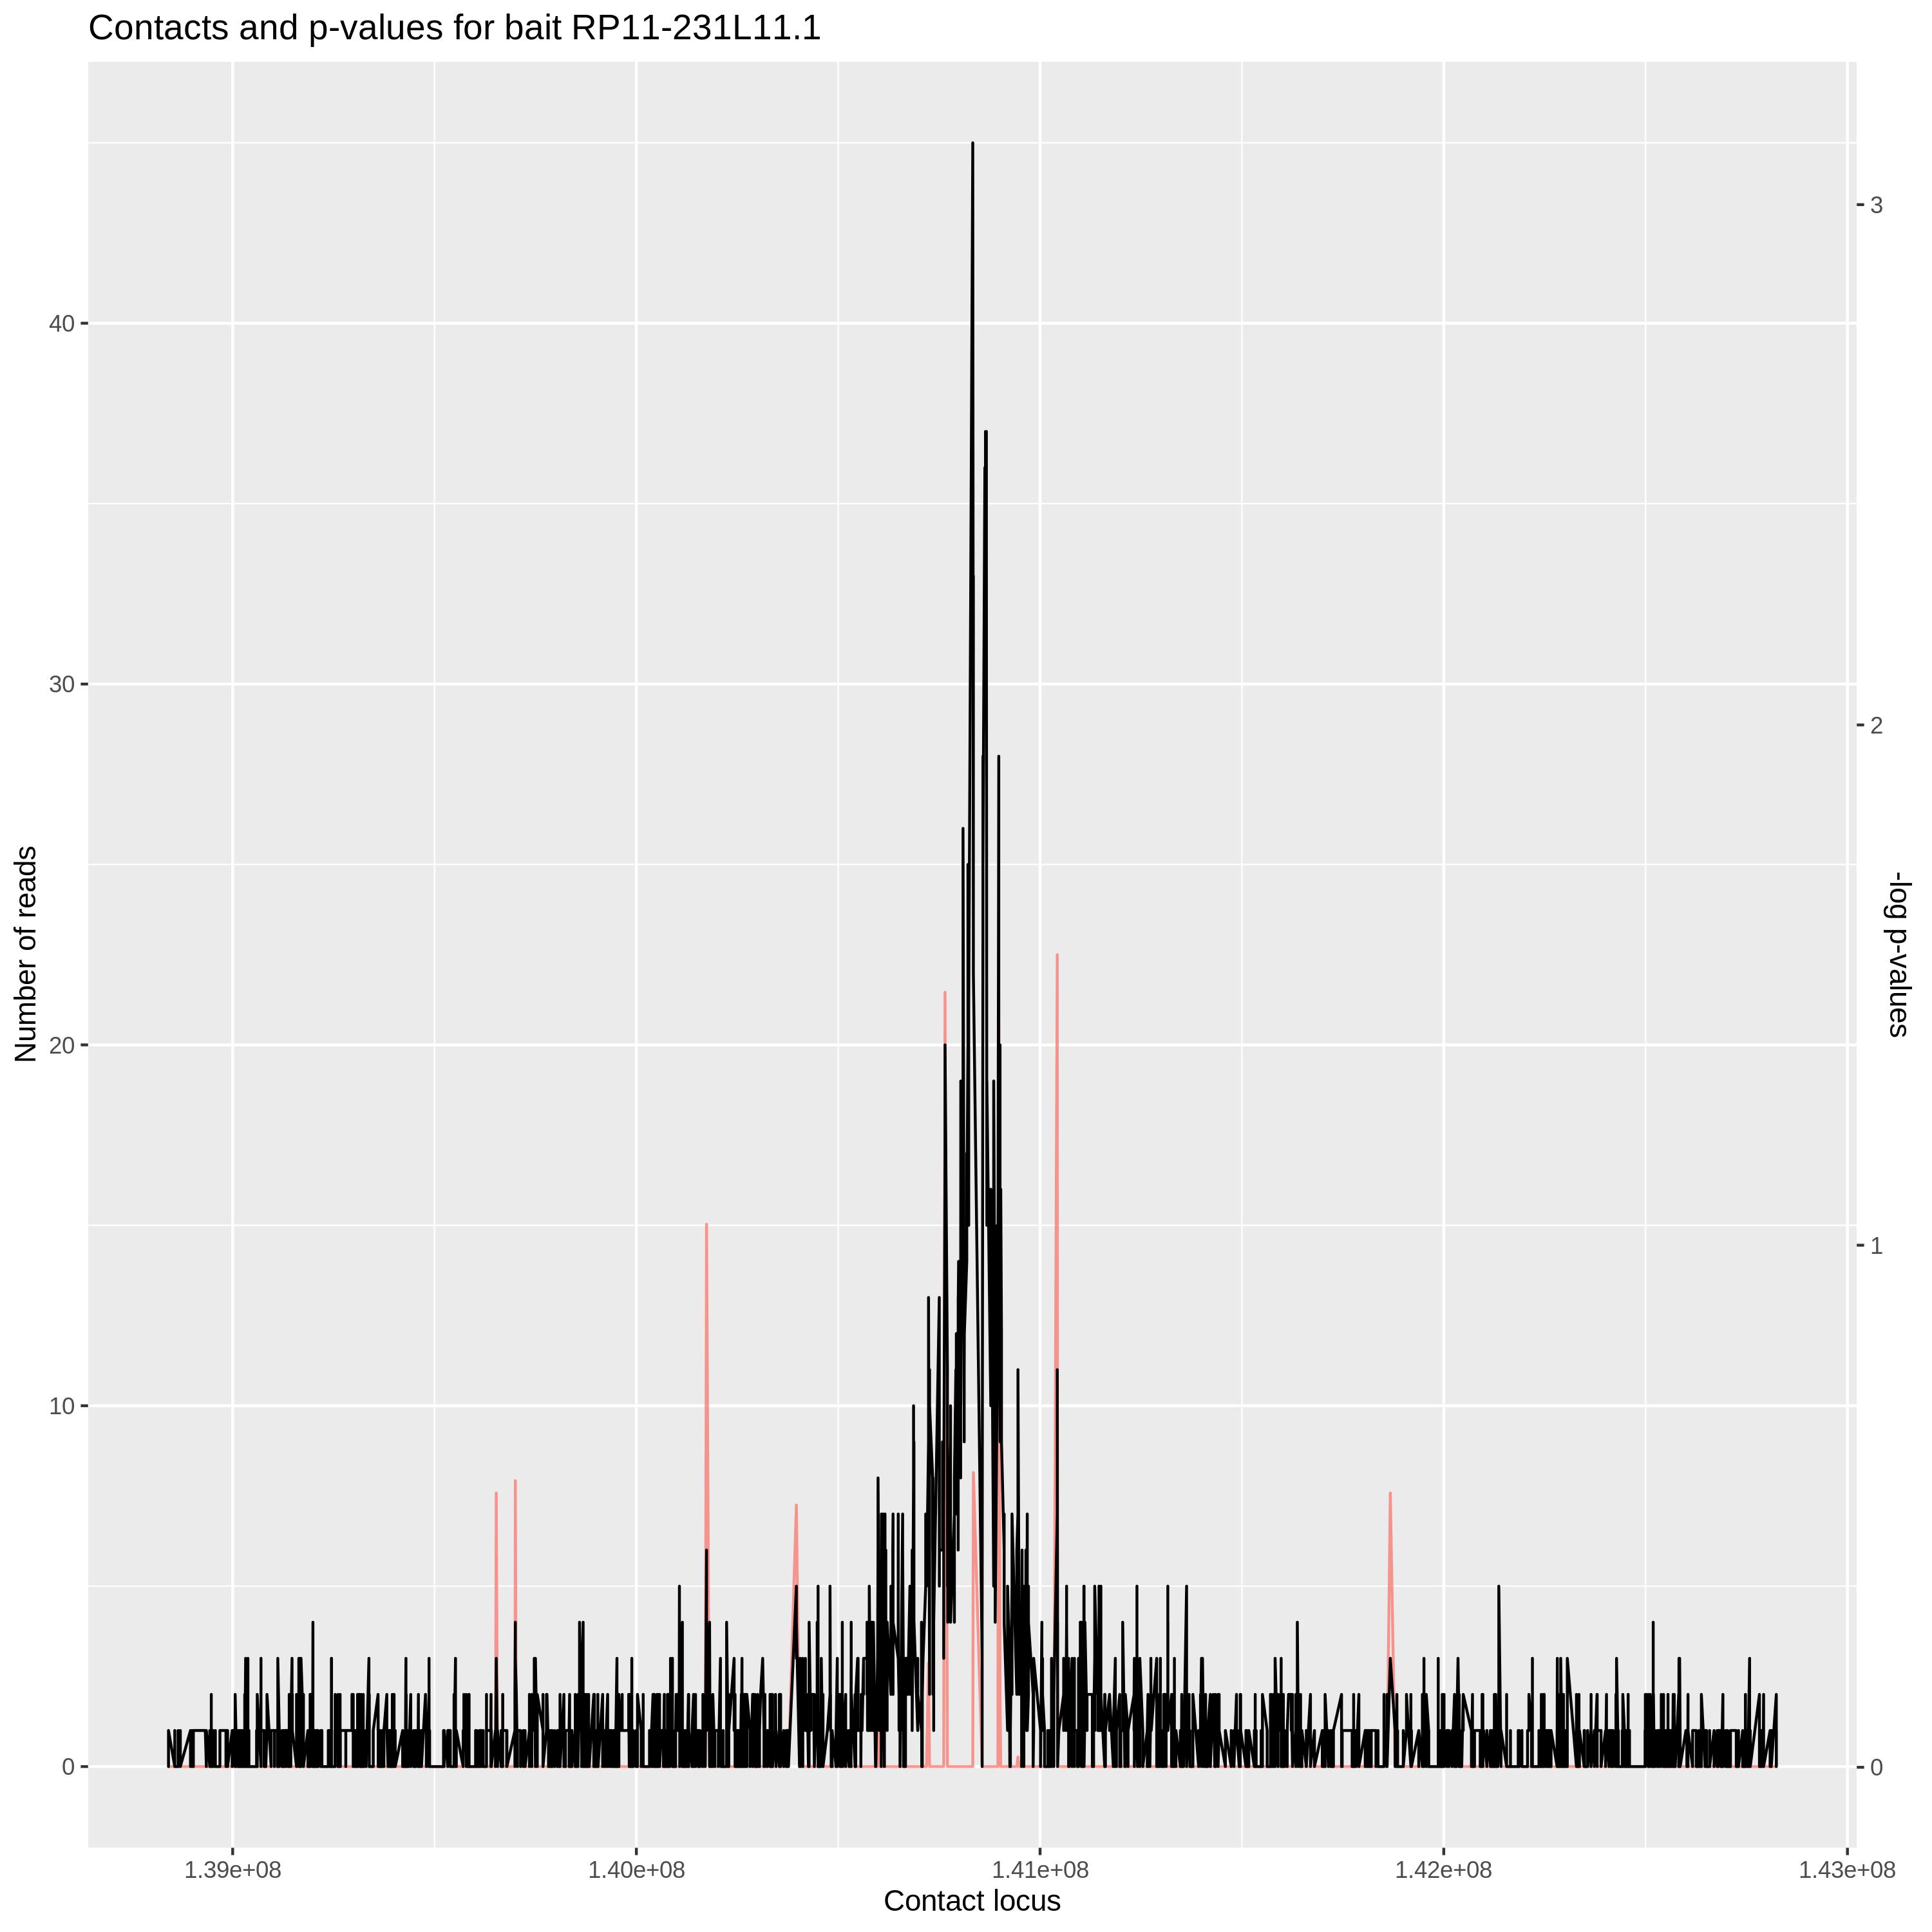 Contacts and p-values for bait RP11-231L11.1
40
30
20
10
0
Number of reads
3
2
1
0
-log p-values
1.39e+08
1.40e+08
1.41e+08
1.42e+08
1.43e+08
Contact locus